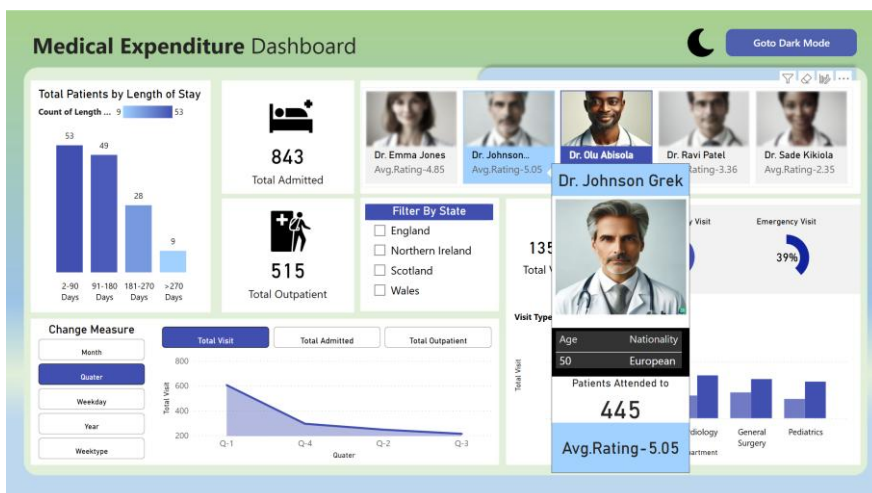 Medical Expenditure Dashboard
Goto Dark Mode
Total Patients by Length of Stay
Count of Length ... 9 53
53
49
28
9
2-90 Days
91-180 Days
181-270 Days
>270 Days
843
Total Admitted
515
Total Outpatient
Dr. Emma Jones
Avg.Rating-4.85
Dr. Johnson...
Avg.Rating-5.05
Dr. Olu Abisola
Dr. Ravi Patel
Rating-3.36
Dr. Sade Kikiola
Avg.Rating-2.35
Filter By State
England
Northern Ireland
Scotland
Wales
135
Total
Visit
Emergency Visit
39%
Visit Type
Total Visit
General Surgery
Pediatrics
Dr. Johnson Grek
Age Nationality
50 European
Patients Attended to
445
Avg.Rating-5.05
Change Measure
Month
Quater
Weekday
Year
Weektype
Total Visit
Total Admitted
Total Outpatient
Total Visit
800
600
400
200
Q-1
Q-4
Q-2
Q-3
Quater